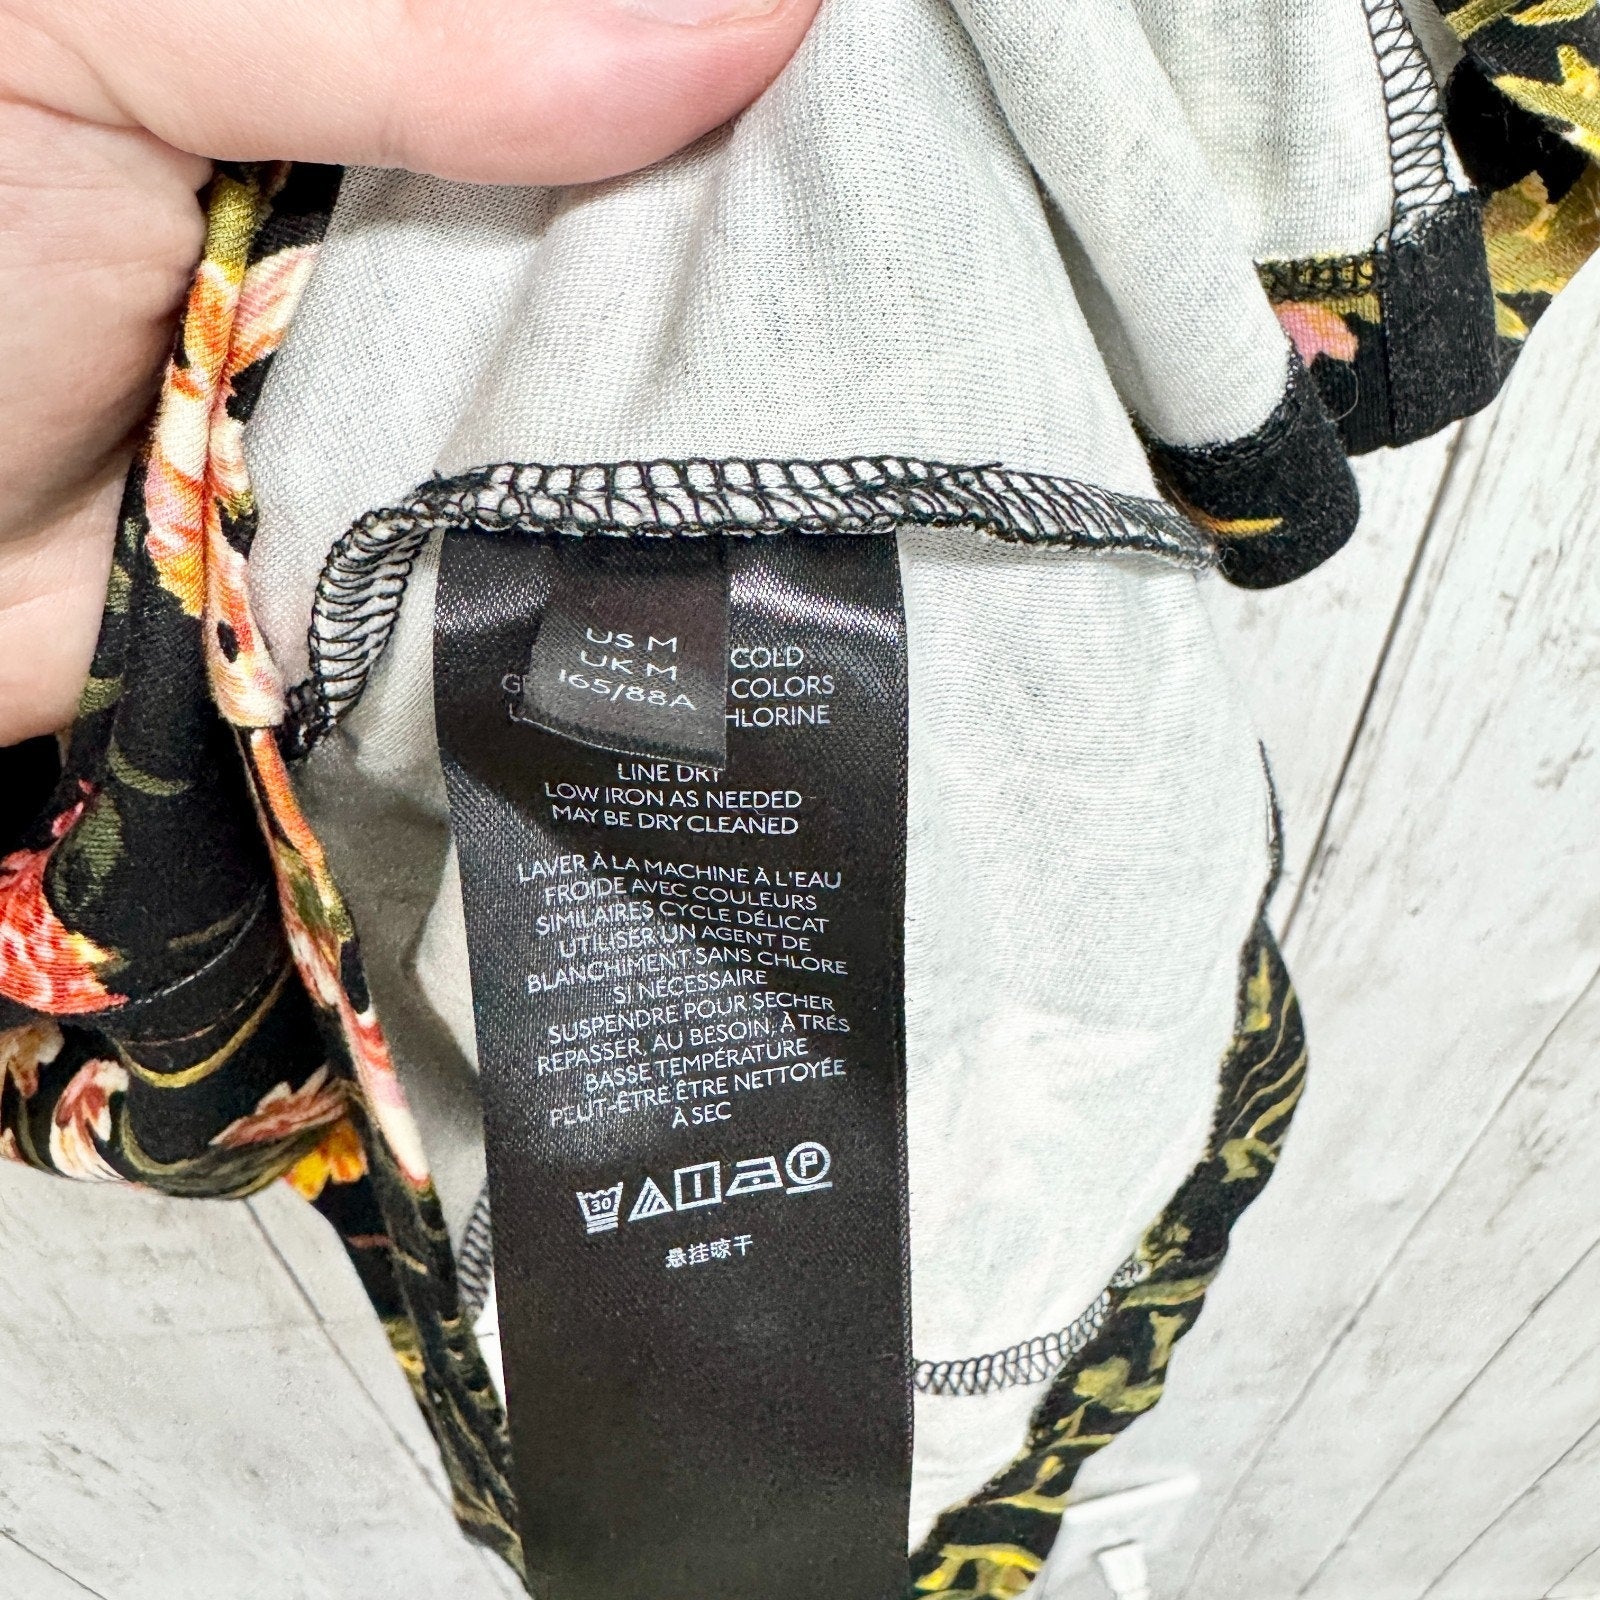 US M
UK M
165/88A
COLD
G COLORS
HLORINE
LINE DRY
LOW IRON AS NEEDED
MAY BE DRY CLEANED
LAVER À LA MACHINE À L'EAU
FROIDE AVEC COULEURS
SIMILAIRES CYCLE DÉLICAT
UTILISER UN AGENT DE
BLANCHIMENT SANS CHLORE
SI NÉCESSAIRE
SUSPENDRE POUR SECHER
REPASSER, AU BESOIN, À TRÉS
BASSE TEMPÉRATURE
PEUT-ÊTRE ÊTRE NETTOYÉE
À SEC
30 P
悬挂晾干